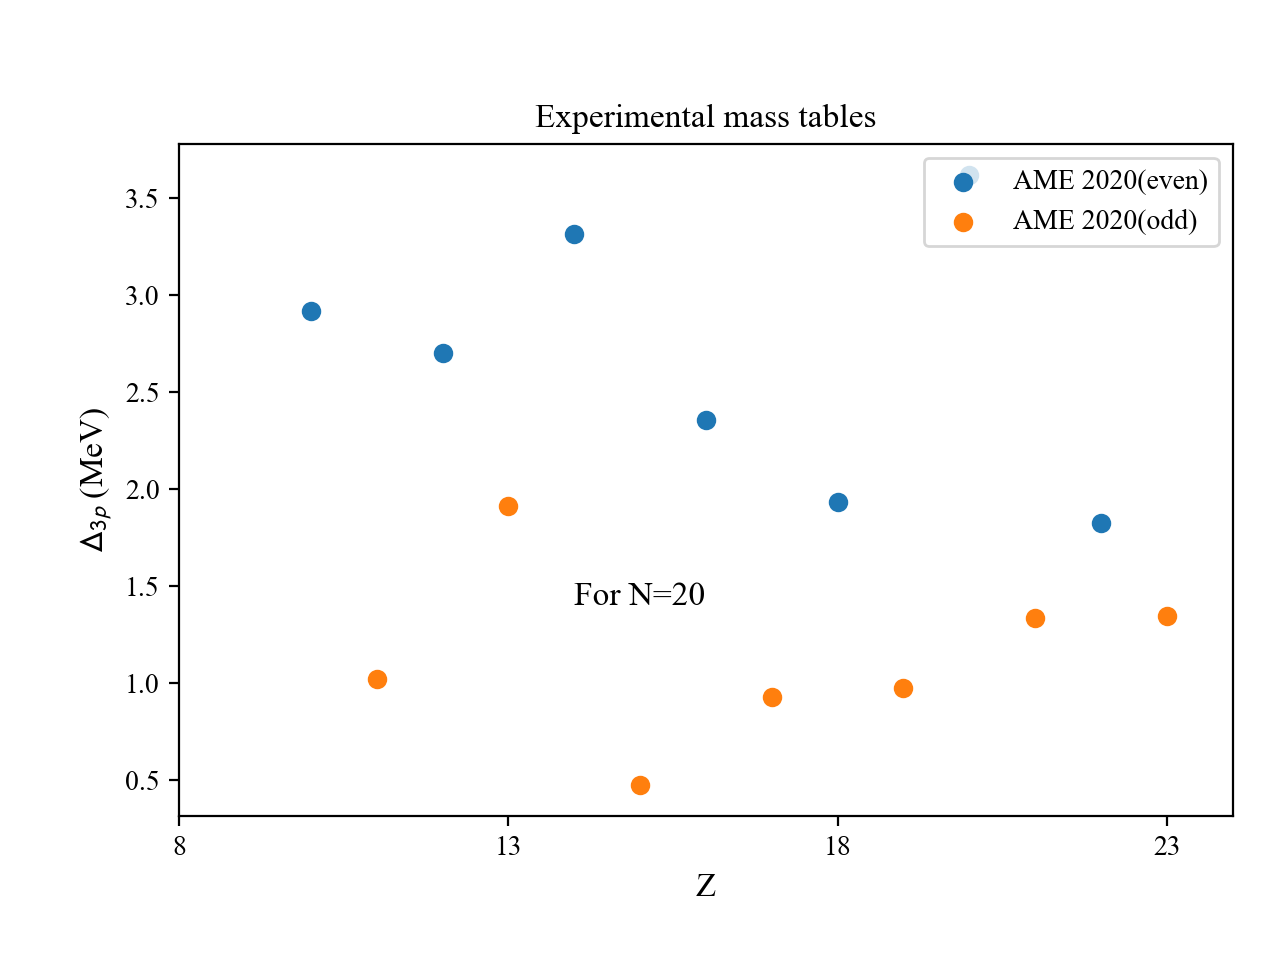 Experimental mass tables
AME 2020(even)
AME 2020(odd)
3.5
3.0
2.5
2.0
1.5
1.0
0.5
Δ3p (MeV)
For N=20
8 13 18 23
Z